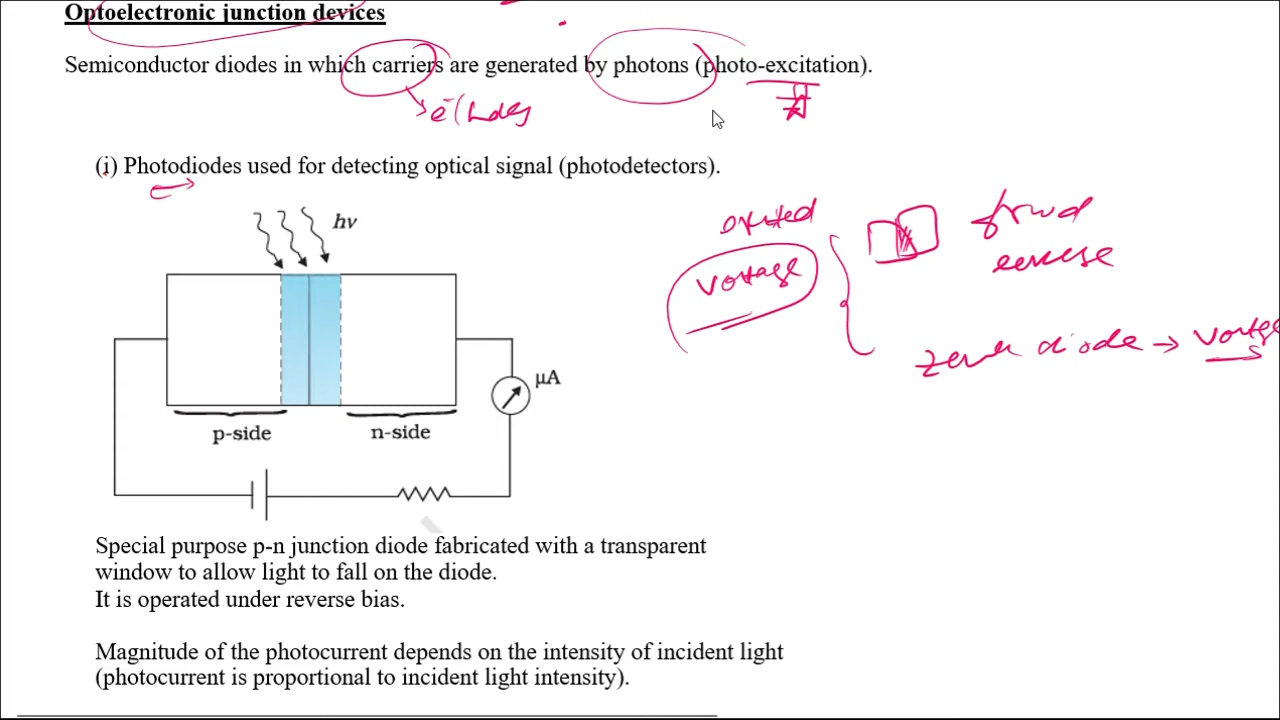 Optoelectronic junction devices
Semiconductor diodes in which carriers are generated by photons (photo-excitation).
e⁻/holes
(i) Photodiodes used for detecting optical signal (photodetectors).
hν
voltage
reverse
zener diode → voltage
μA
p-side
n-side
Special purpose p-n junction diode fabricated with a transparent
window to allow light to fall on the diode.
It is operated under reverse bias.
Magnitude of the photocurrent depends on the intensity of incident light
(photocurrent is proportional to incident light intensity).